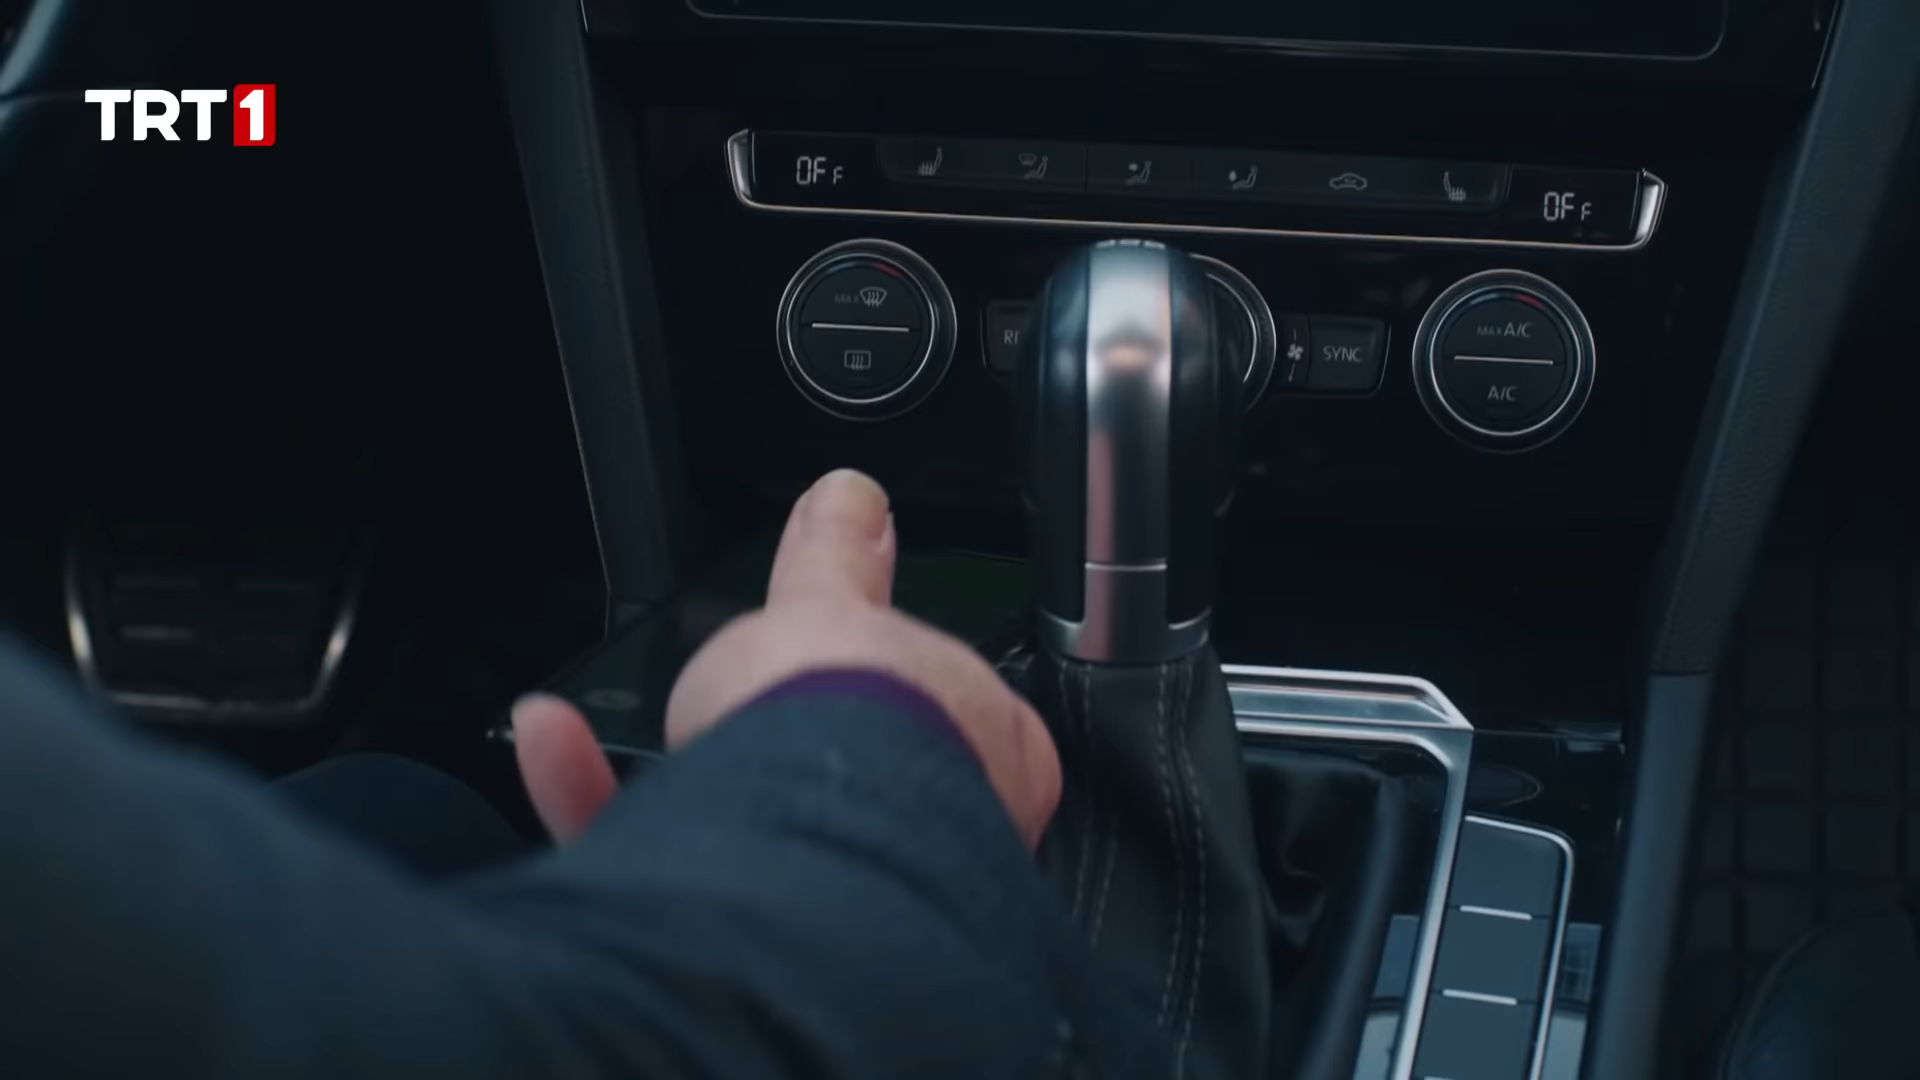 TRT1
OFF
OFF
MAX
SYNC
MAX A/C
A/C